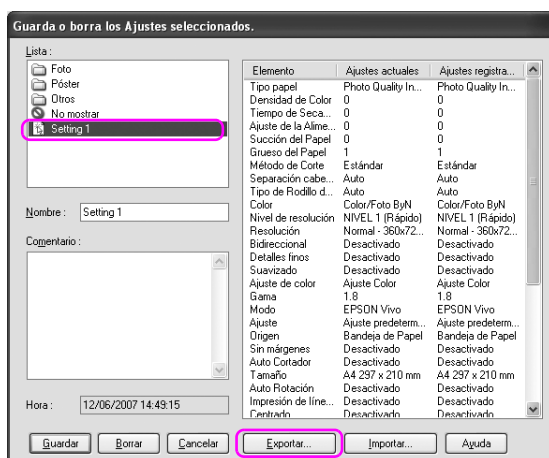 Guarda o borra los Ajustes seleccionados.
Lista :
Foto
Póster
Otros
No mostrar
Setting 1
Nombre : Setting 1
Comentario :
Hora : 12/06/2007 14:49:15
Elemento Ajustes actuales Ajustes registra...
Tipo papel Photo Quality In... Photo Quality In...
Densidad de Color 0 0
Tiempo de Seca... 0 0
Ajuste de la Alime... 0 0
Succión del Papel 0 0
Grueso del Papel 1 1
Método de Corte Estándar Estándar
Separación cabe... Auto Auto
Tipo de Rodillo d... Auto Auto
Color Color/Foto ByN Color/Foto ByN
Nivel de resolución NIVEL 1 (Rápido) NIVEL 1 (Rápido)
Resolución Normal - 360x72... Normal - 360x72...
Bidireccional Desactivado Desactivado
Detalles finos Desactivado Desactivado
Suavizado Desactivado Desactivado
Ajuste de color Ajuste Color Ajuste Color
Gama 1.8 1.8
Modo EPSON Vivo EPSON Vivo
Ajuste Ajuste predeterm... Ajuste predeterm...
Origen Bandeja de Papel Bandeja de Papel
Sin márgenes Desactivado Desactivado
Auto Cortador Desactivado Desactivado
Tamaño A4 297 x 210 mm A4 297 x 210 mm
Auto Rotación Desactivado Desactivado
Impresión de líne... Desactivado Desactivado
Centrado Desactivado Desactivado
Guardar Borrar Cancelar Exportar... Importar... Ayuda